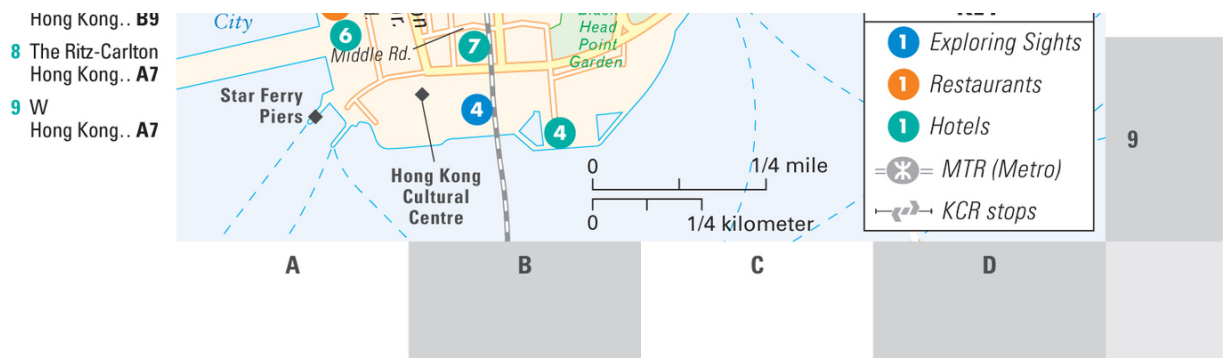 Hong Kong.. B9
8 The Ritz-Carlton
Hong Kong.. A7
9 W
Hong Kong.. A7
City
6
Middle Rd.
7
Head
Point
Garden
Star Ferry
Piers
4
4
Hong Kong
Cultural
Centre
0 1/4 mile
0 1/4 kilometer
1 Exploring Sights
1 Restaurants
1 Hotels
MTR (Metro)
KCR stops
9
A B C D